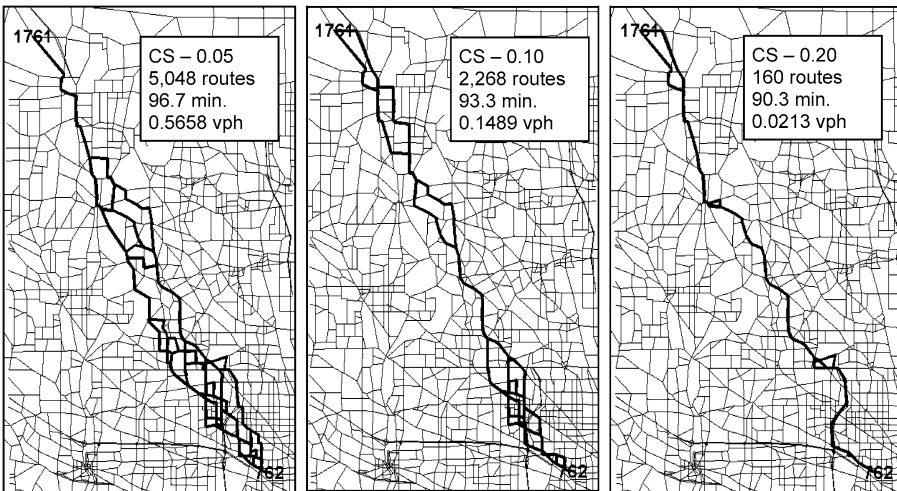 1761
CS – 0.05
5,048 routes
96.7 min.
0.5658 vph
762
1761
CS – 0.10
2,268 routes
93.3 min.
0.1489 vph
762
1761
CS – 0.20
160 routes
90.3 min.
0.0213 vph
762